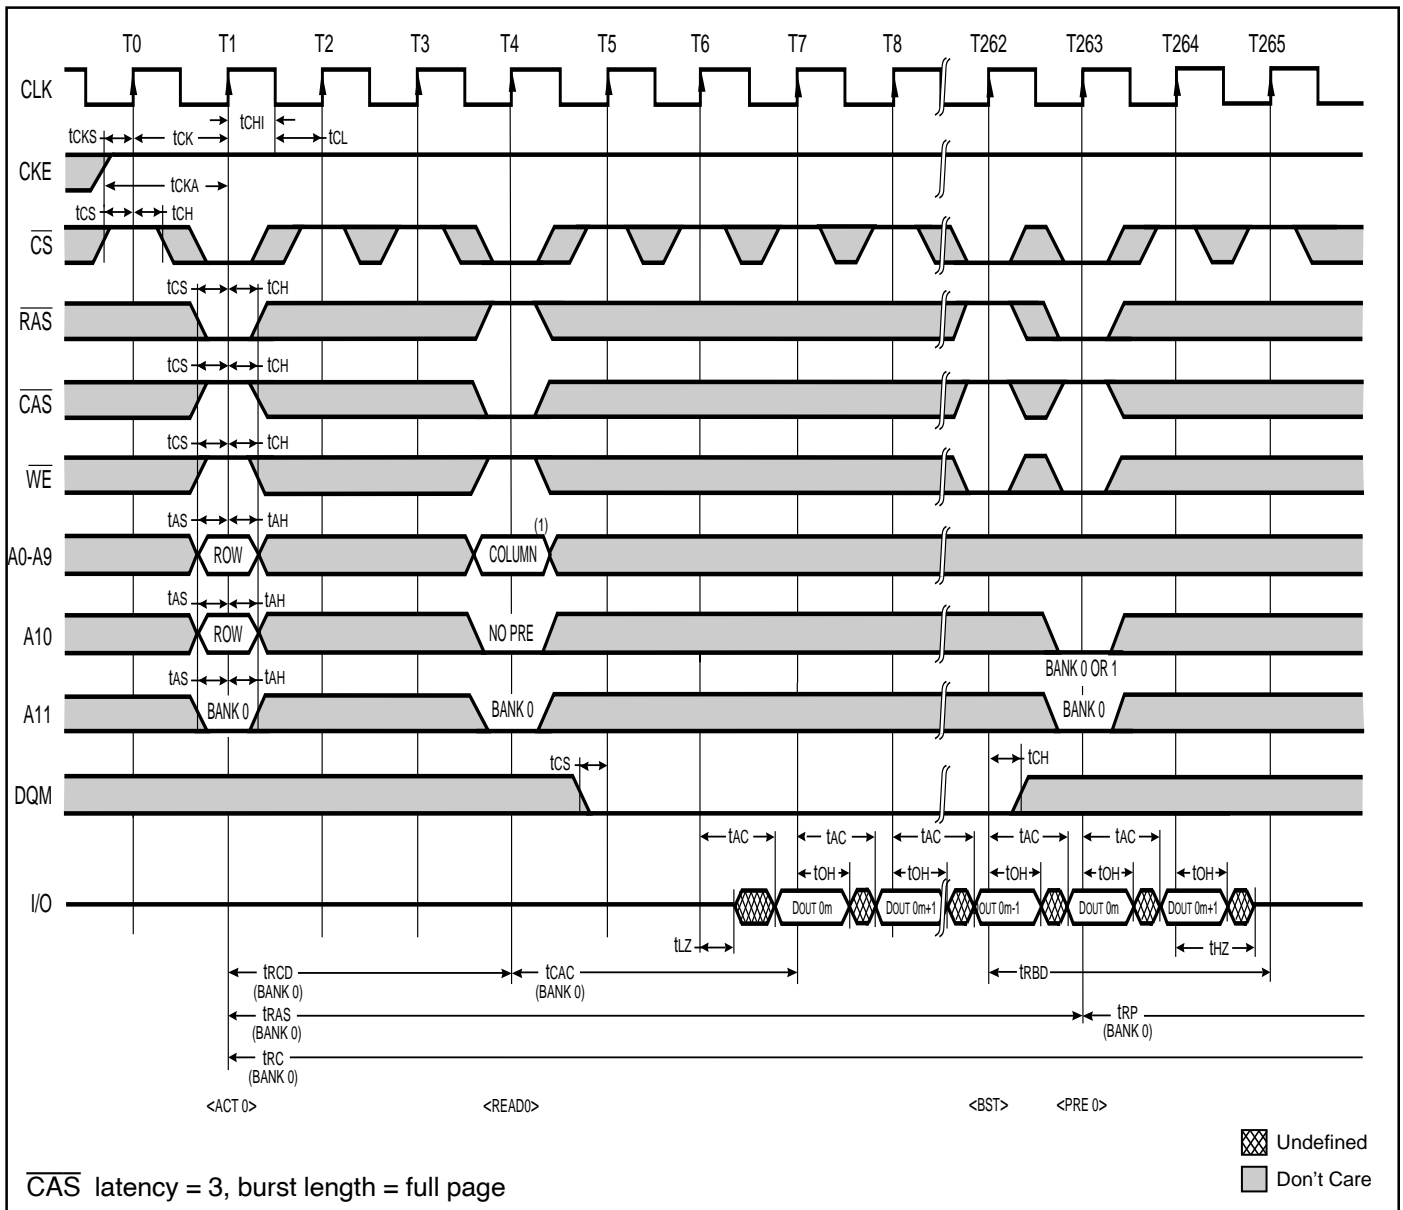 T0 T1 T2 T3 T4 T5 T6 T7 T8 T262 T263 T264 T265
CLK
tCHI
tCKS tCK tCL
CKE
tCKA
tCS tCH
CS
tCS tCH
RAS
tCS tCH
CAS
tCS tCH
WE
tAS tAH
(1)
A0-A9 ROW COLUMN
tAS tAH
A10 ROW NO PRE
BANK 0 OR 1
tAS tAH
A11 BANK 0 BANK 0 BANK 0
tCS tCH
DQM
tAC tAC tAC tAC tAC
tOH tOH tOH tOH tOH
I/O DOUT 0m DOUT 0m+1 OUT 0m-1 DOUT 0m DOUT 0m+1
tLZ tHZ
tRCD tCAC tRBD
(BANK 0) (BANK 0)
tRAS tRP
(BANK 0) (BANK 0)
tRC
(BANK 0)
<ACT 0> <READ0> <BST> <PRE 0>
Undefined
Don't Care
CAS latency = 3, burst length = full page